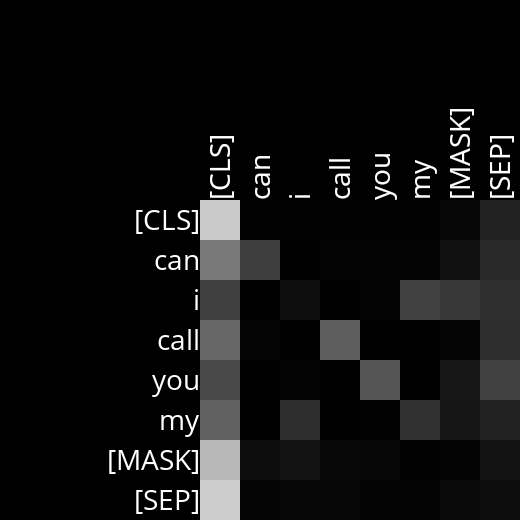 [CLS] can i call you my [MASK] [SEP]
[CLS]
can
i
call
you
my
[MASK]
[SEP]